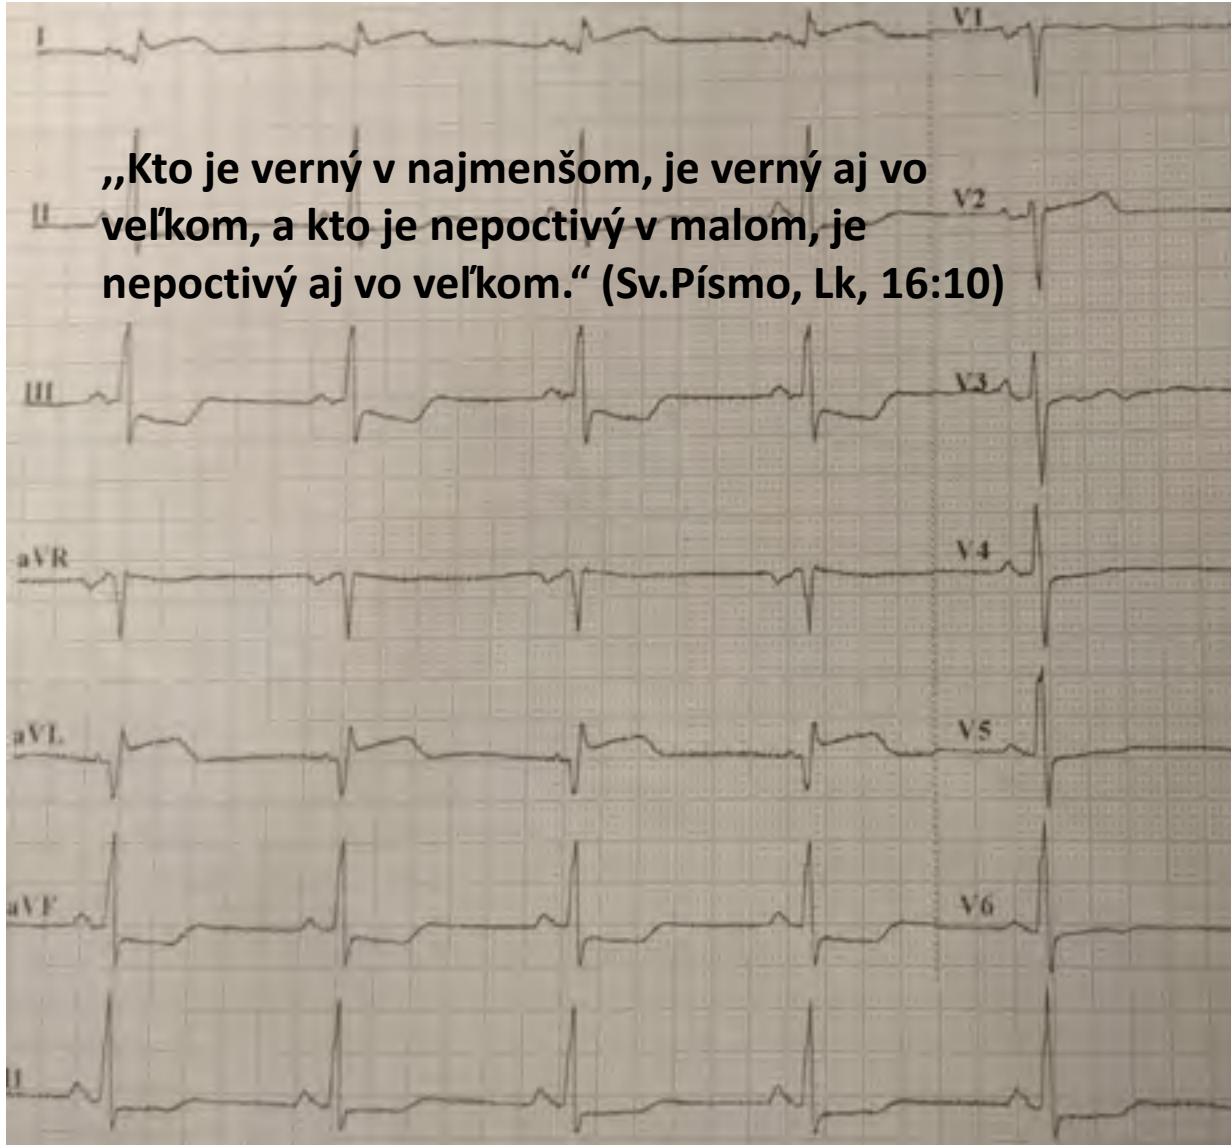 I
V1
,,Kto je verný v najmenšom, je verný aj vo
veľkom, a kto je nepoctivý v malom, je
nepoctivý aj vo veľkom.“ (Sv.Písmo, Lk, 16:10)
II
V2
III
V3
aVR
V4
aVL
V5
aVF
V6
II